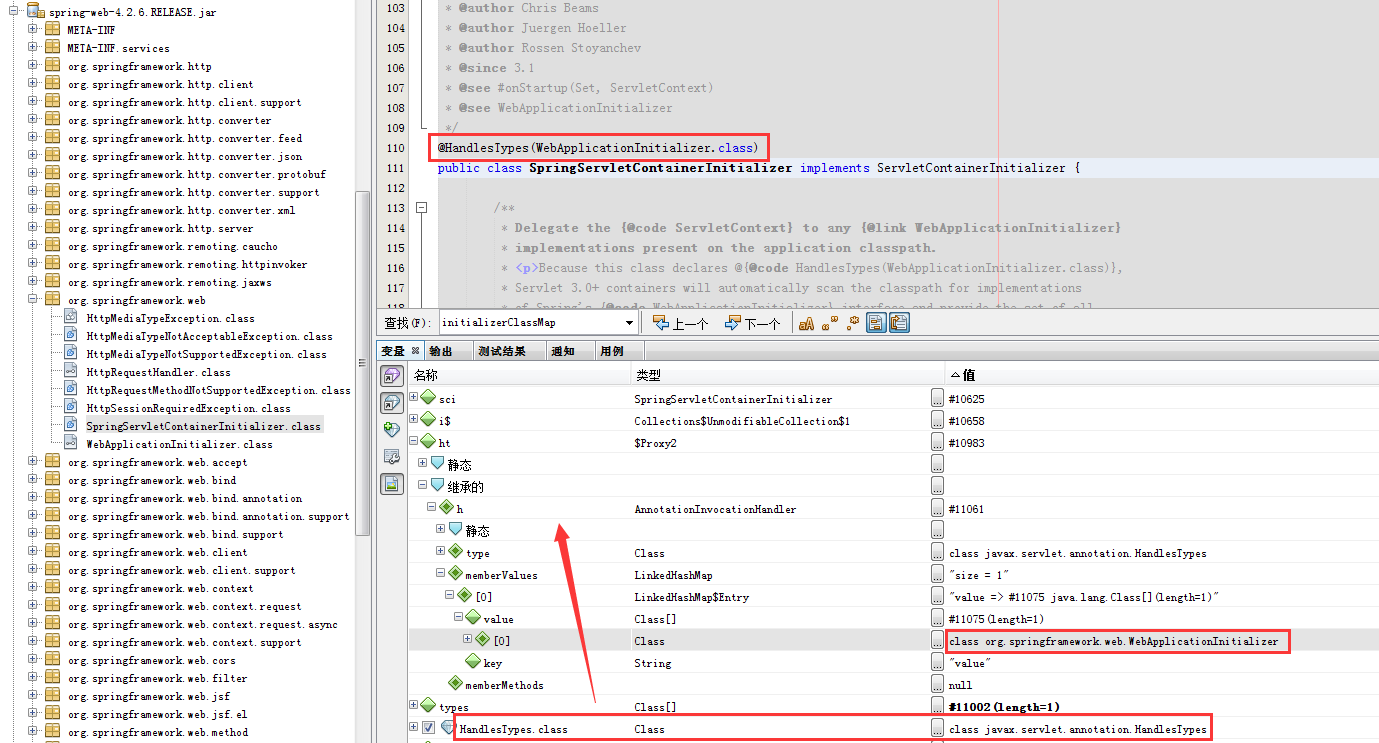 spring-web-4.2.6.RELEASE.jar
META-INF
META-INF.services
org.springframework.http
org.springframework.http.client
org.springframework.http.client.support
org.springframework.http.converter
org.springframework.http.converter.feed
org.springframework.http.converter.json
org.springframework.http.converter.protobuf
org.springframework.http.converter.support
org.springframework.http.converter.xml
org.springframework.http.server
org.springframework.remoting.caucho
org.springframework.remoting.httpinvoker
org.springframework.remoting.jaxws
org.springframework.web
HttpMediaTypeException.class
HttpMediaTypeNotAcceptableException.class
HttpMediaTypeNotSupportedException.class
HttpRequestHandler.class
HttpRequestMethodNotSupportedException.class
HttpSessionRequiredException.class
SpringServletContainerInitializer.class
WebApplicationInitializer.class
org.springframework.web.accept
org.springframework.web.bind
org.springframework.web.bind.annotation
org.springframework.web.bind.annotation.support
org.springframework.web.bind.support
org.springframework.web.client
org.springframework.web.client.support
org.springframework.web.context
org.springframework.web.context.request
org.springframework.web.context.request.async
org.springframework.web.context.support
org.springframework.web.cors
org.springframework.web.filter
org.springframework.web.jsf
org.springframework.web.jsf.el
org.springframework.web.method
103 * @author Chris Beams
104 * @author Juergen Hoeller
105 * @author Rossen Stoyanchev
106 * @since 3.1
107 * @see #onStartup(Set, ServletContext)
108 * @see WebApplicationInitializer
109 */
110 @HandlesTypes(WebApplicationInitializer.class)
111 public class SpringServletContainerInitializer implements ServletContainerInitializer {
112
113 /**
114 * Delegate the {@code ServletContext} to any {@link WebApplicationInitializer}
115 * implementations present on the application classpath.
116 * <p>Because this class declares @{@code HandlesTypes(WebApplicationInitializer.class)},
117 * Servlet 3.0+ containers will automatically scan the classpath for implementations
118 * of Spring's {@code WebApplicationInitializer} interface and provide the set of all
查找(F): initializerClassMap 上一个 下一个
变量 输出 测试结果 通知 用例
名称 类型 值
sci SpringServletContainerInitializer ... #10625
i$ Collections$UnmodifiableCollection$1 ... #10658
ht $Proxy2 ... #10983
静态 ...
继承的 ...
h AnnotationInvocationHandler ... #11061
静态 ...
type Class ... class javax.servlet.annotation.HandlesTypes
memberValues LinkedHashMap ... "size = 1"
[0] LinkedHashMap$Entry ... "value => #11075 java.lang.Class[](length=1)"
value Class[] ... #11075(length=1)
[0] Class ... class org.springframework.web.WebApplicationInitializer
key String ... "value"
memberMethods ... null
types Class[] ... #11002(length=1)
HandlesTypes.class Class ... class javax.servlet.annotation.HandlesTypes